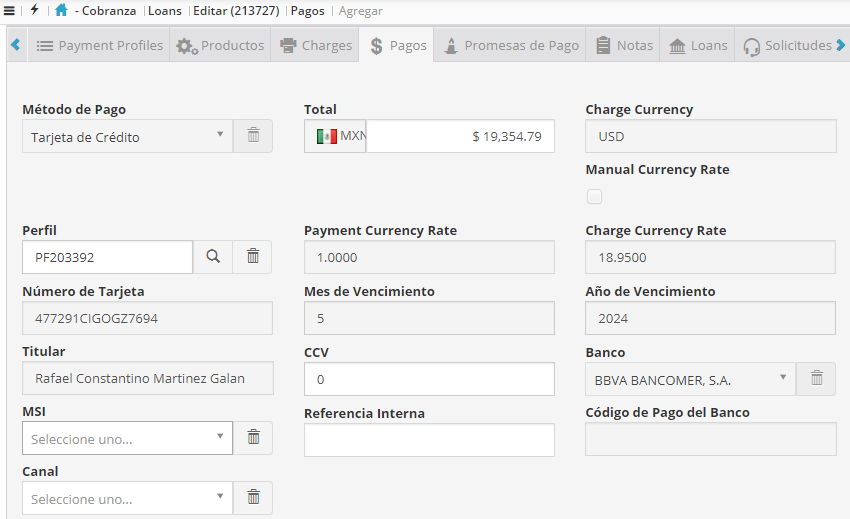 - Cobranza Loans Editar (213727) Pagos Agregar
Payment Profiles Productos Charges Pagos Promesas de Pago Notas Loans Solicitudes
Método de Pago Total Charge Currency
Tarjeta de Crédito MXN $ 19,354.79 USD
Manual Currency Rate
Perfil Payment Currency Rate Charge Currency Rate
PF203392 1.0000 18.9500
Número de Tarjeta Mes de Vencimiento Año de Vencimiento
477291CIGOGZ7694 5 2024
Titular CCV Banco
Rafael Constantino Martinez Galan 0 BBVA BANCOMER, S.A.
MSI Referencia Interna Código de Pago del Banco
Seleccione uno...
Canal
Seleccione uno...